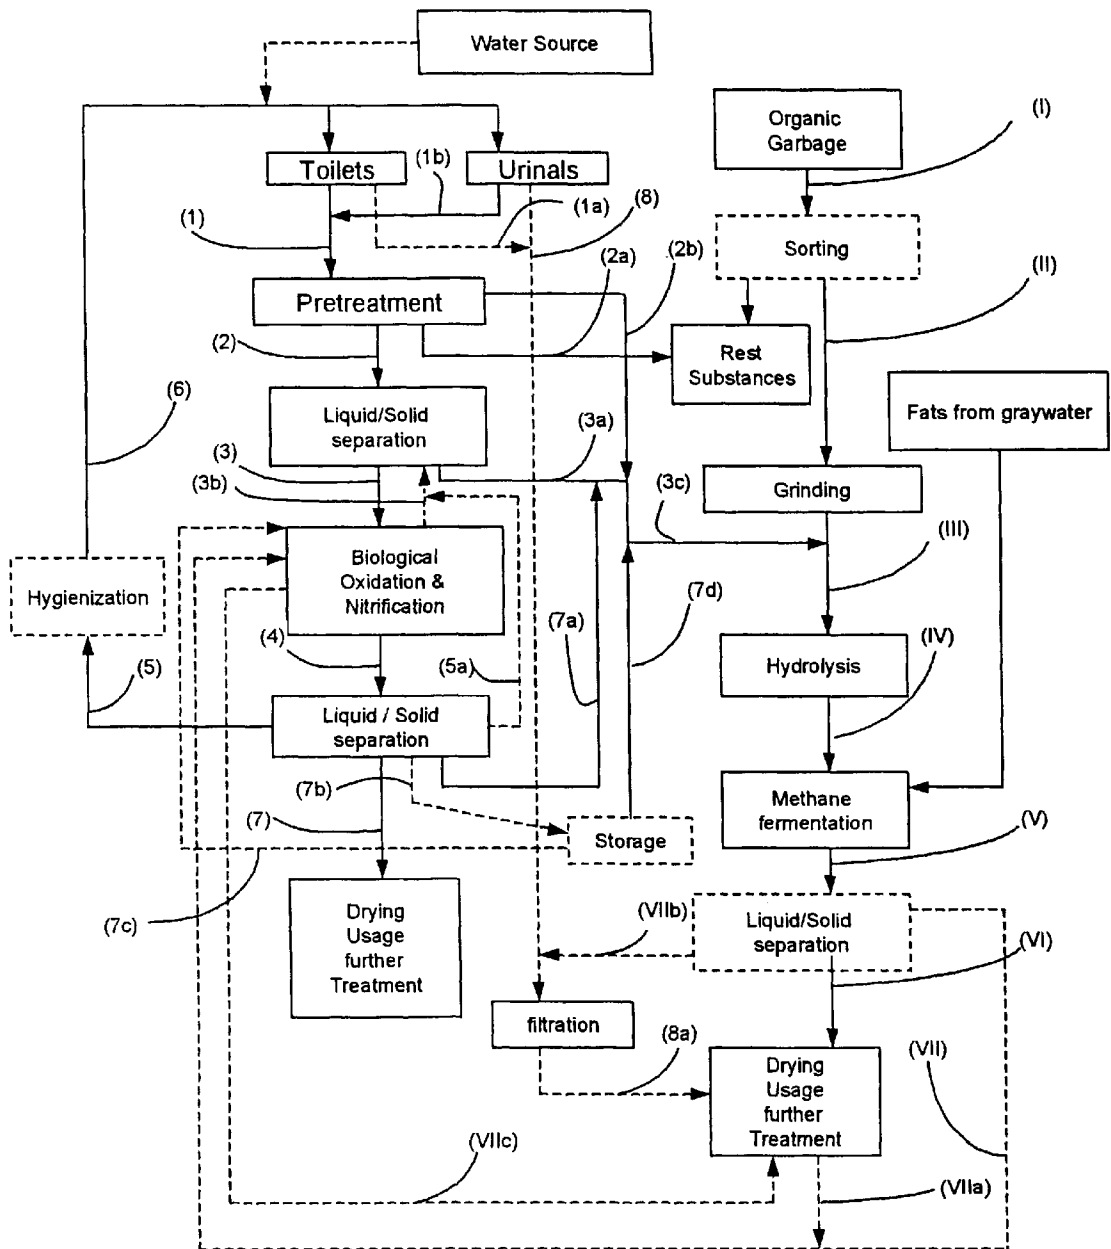 Water Source
Organic
Garbage
(I)
Toilets
(1b)
Urinals
(1)
(1a)
(8)
(2a)
(2b)
Sorting
(II)
Pretreatment
(2)
Rest
Substances
(6)
Liquid/Solid
separation
(3a)
Fats from graywater
(3)
(3b)
(3c)
Grinding
(III)
Biological
Oxidation &
Nitrification
Hygienization
(7a)
(7d)
(4)
(5a)
(5)
Hydrolysis
(IV)
Liquid / Solid
separation
(7b)
(7)
Storage
Methane
fermentation
(V)
(7c)
Drying
Usage
further
Treatment
(VIIb)
Liquid/Solid
separation
(VI)
filtration
(8a)
Drying
Usage
further
Treatment
(VII)
(VIIc)
(VIIa)